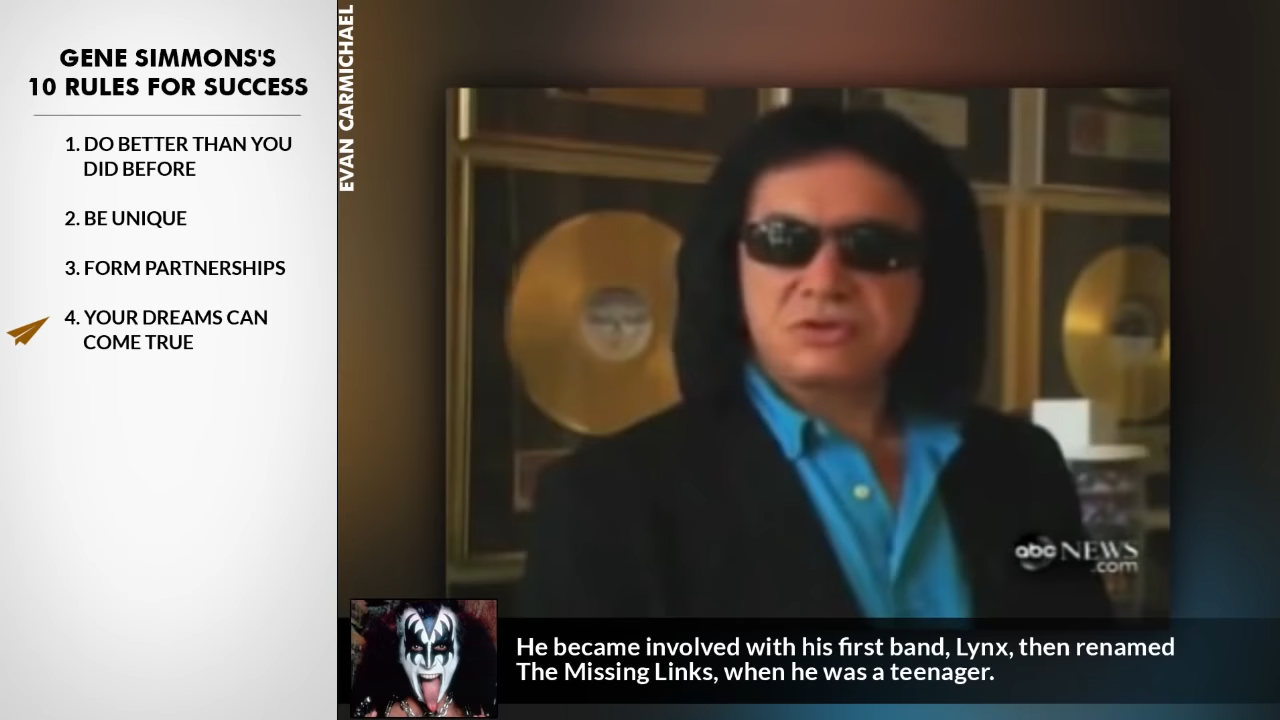 GENE SIMMONS'S
10 RULES FOR SUCCESS
1. DO BETTER THAN YOU
DID BEFORE
2. BE UNIQUE
3. FORM PARTNERSHIPS
4. YOUR DREAMS CAN
COME TRUE
EVAN CARMICHAEL
abc NEWS
.com
He became involved with his first band, Lynx, then renamed
The Missing Links, when he was a teenager.